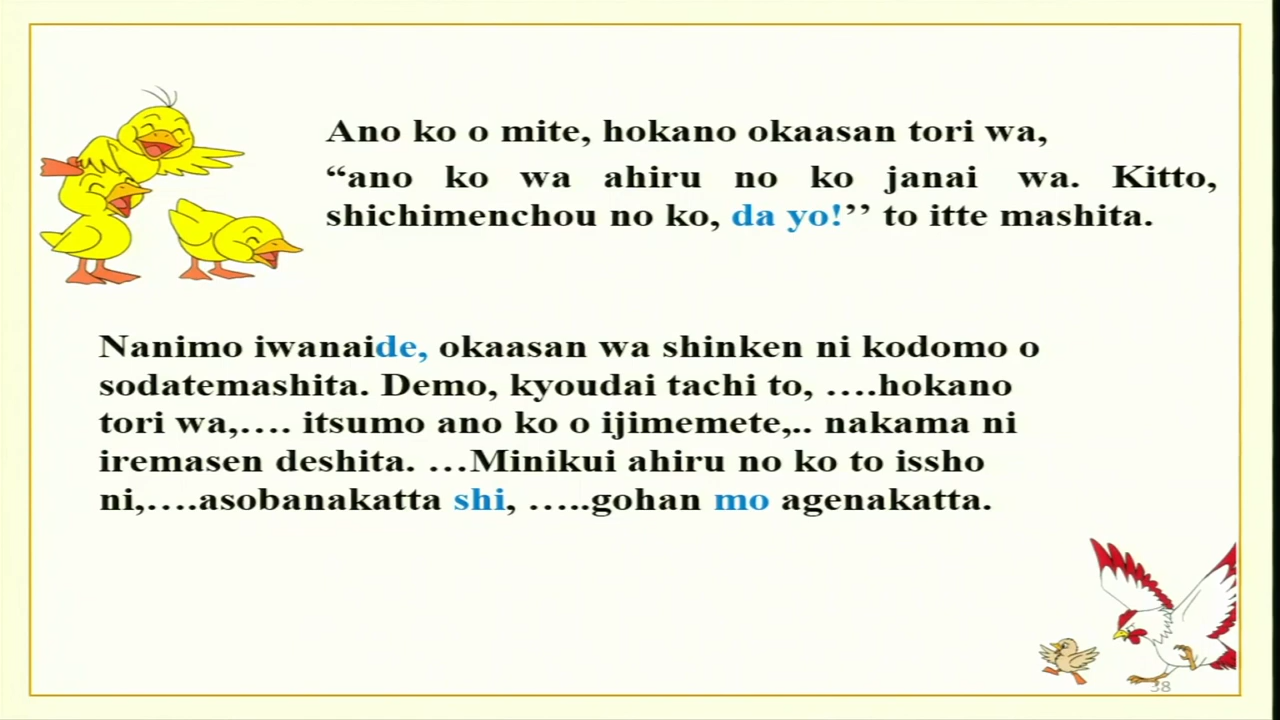 Ano ko o mite, hokano okaasan tori wa,
“ano ko wa ahiru no ko janai wa. Kitto,
shichimenchou no ko, da yo!’’ to itte mashita.
Nanimo iwanaide, okaasan wa shinken ni kodomo o
sodatemashita. Demo, kyoudai tachi to, ….hokano
tori wa,…. itsumo ano ko o ijimemete,.. nakama ni
iremasen deshita. …Minikui ahiru no ko to issho
ni,….asobanakatta shi, …..gohan mo agenakatta.
38